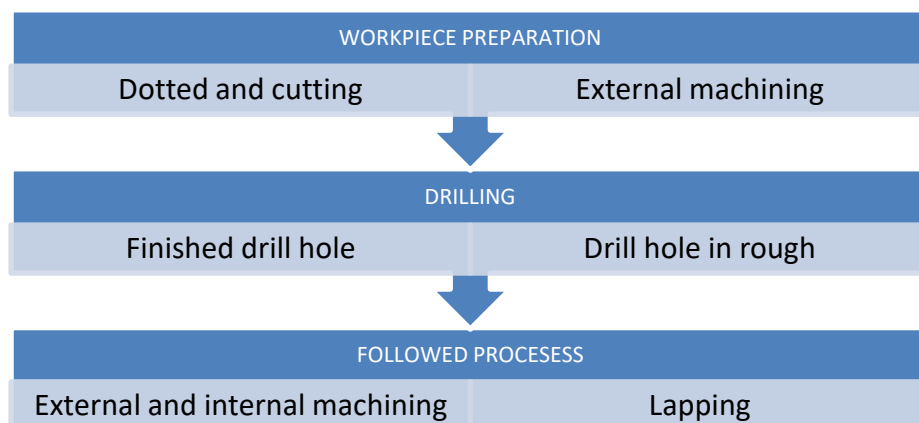 WORKPIECE PREPARATION
Dotted and cutting
External machining
DRILLING
Finished drill hole
Drill hole in rough
FOLLOWED PROCESESS
External and internal machining
Lapping